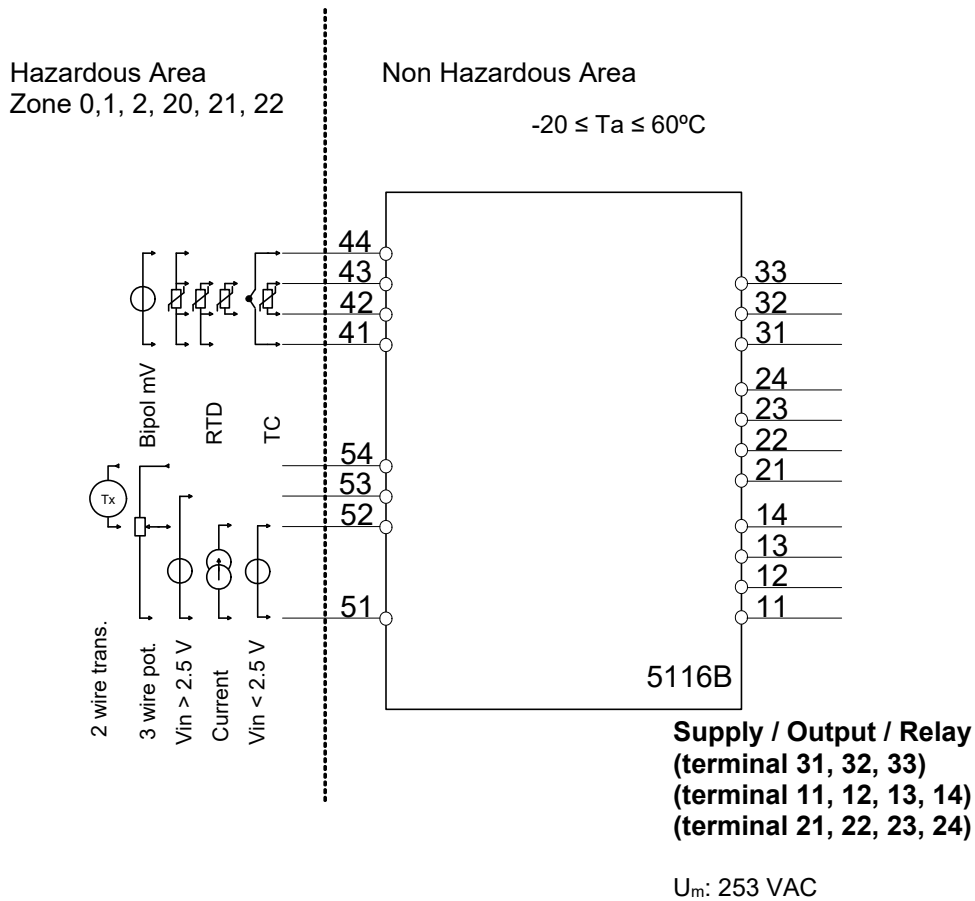 Hazardous Area
Zone 0,1, 2, 20, 21, 22
Non Hazardous Area
-20 ≤ Ta ≤ 60ºC
44
43
42
41
54
53
52
51
33
32
31
24
23
22
21
14
13
12
11
Bipol mV
RTD
TC
Tx
2 wire trans.
3 wire pot.
Vin > 2.5 V
Current
Vin < 2.5 V
5116B
Supply / Output / Relay
(terminal 31, 32, 33)
(terminal 11, 12, 13, 14)
(terminal 21, 22, 23, 24)
Um: 253 VAC